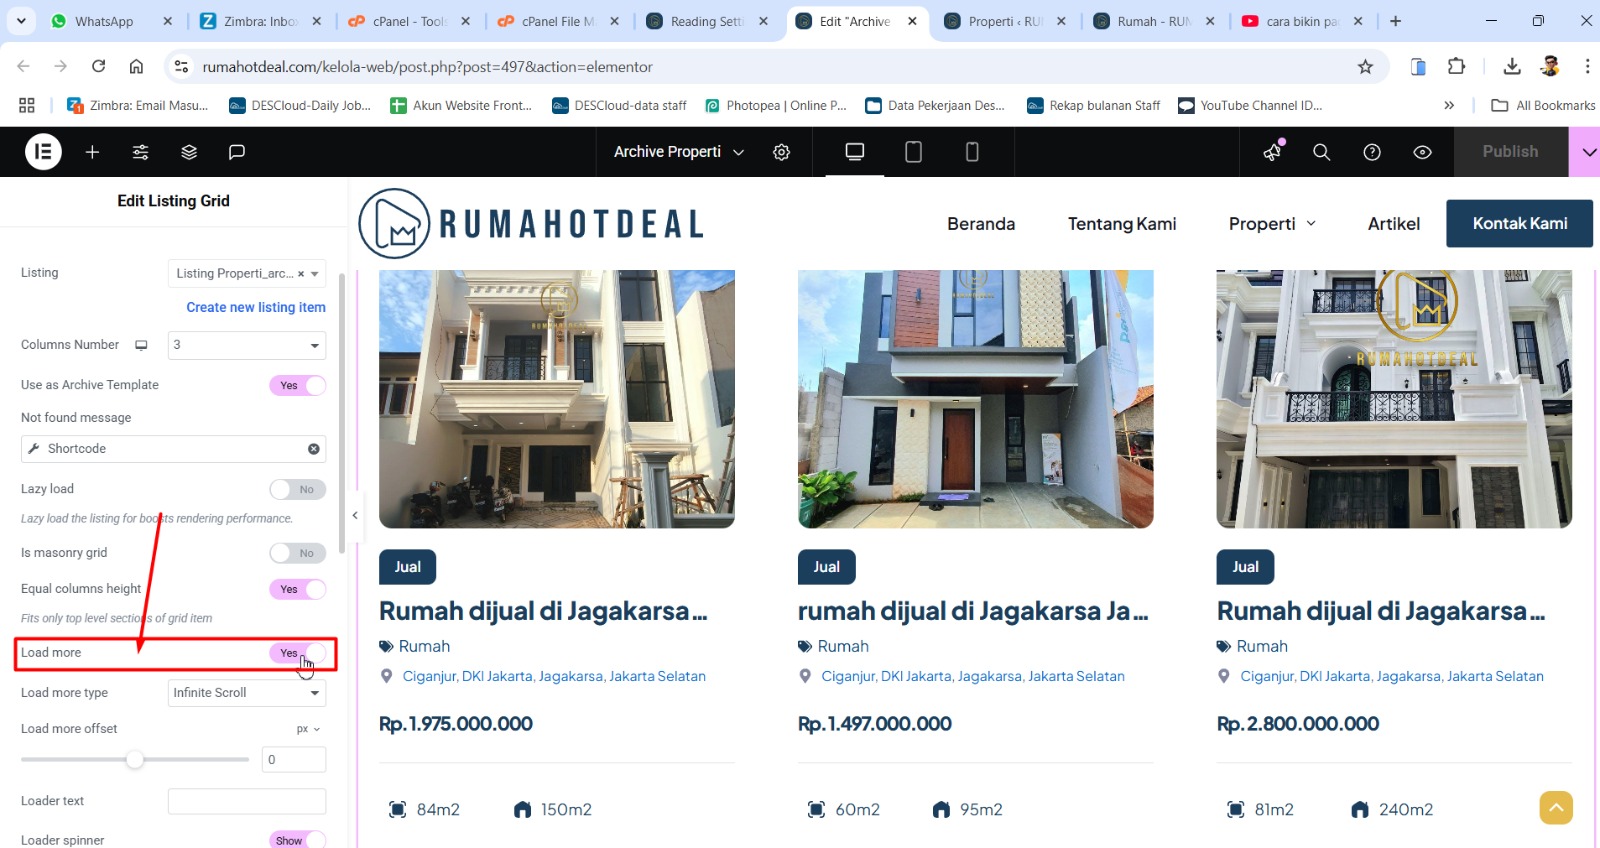 WhatsApp
Zimbra: Inbo
cPanel - Tools
cPanel File M
Reading Setti
Edit "Archive
Properti ‹ RU
Rumah - RUM
cara bikin pa
rumahotdeal.com/kelola-web/post.php?post=497&action=elementor
Zimbra: Email Masu...
DESCloud-Daily Job...
Akun Website Front...
DESCloud-data staff
Photopea | Online P...
Data Pekerjaan Des...
Rekap bulanan Staff
YouTube Channel ID...
All Bookmarks
Archive Properti
Publish
Edit Listing Grid
RUMAHOTDEAL
Beranda
Tentang Kami
Properti
Artikel
Kontak Kami
Listing
Listing Properti_arc...
Create new listing item
Columns Number
3
Use as Archive Template
Yes
Not found message
Shortcode
Lazy load
No
Lazy load the listing for boosts rendering performance.
Is masonry grid
No
Equal columns height
Yes
Fits only top level sections of grid item
Load more
Yes
Load more type
Infinite Scroll
Load more offset
px
0
Loader text
Loader spinner
Show
RUMAHOTDEAL
Jual
Rumah dijual di Jagakarsa...
Rumah
Ciganjur, DKI Jakarta, Jagakarsa, Jakarta Selatan
Rp.1.975.000.000
84m2
150m2
Jual
rumah dijual di Jagakarsa Ja...
Rumah
Ciganjur, DKI Jakarta, Jagakarsa, Jakarta Selatan
Rp.1.497.000.000
60m2
95m2
RUMAHOTDEAL
Jual
Rumah dijual di Jagakarsa...
Rumah
Ciganjur, DKI Jakarta, Jagakarsa, Jakarta Selatan
Rp.2.800.000.000
81m2
240m2